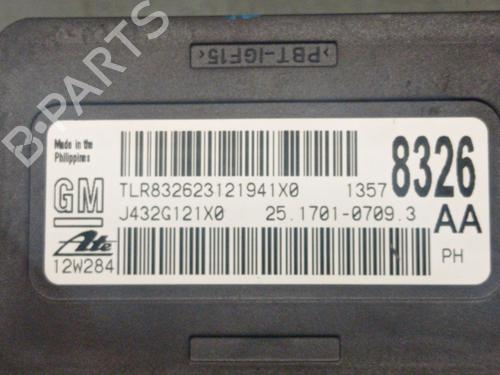 >PBT-IGF15<
B-PARTS
Made in the
Philippines
GM
TLR832623121941X0
1357 8326
J432G121X0
25.1701-0709.3
AA
Ate
12W284
PH